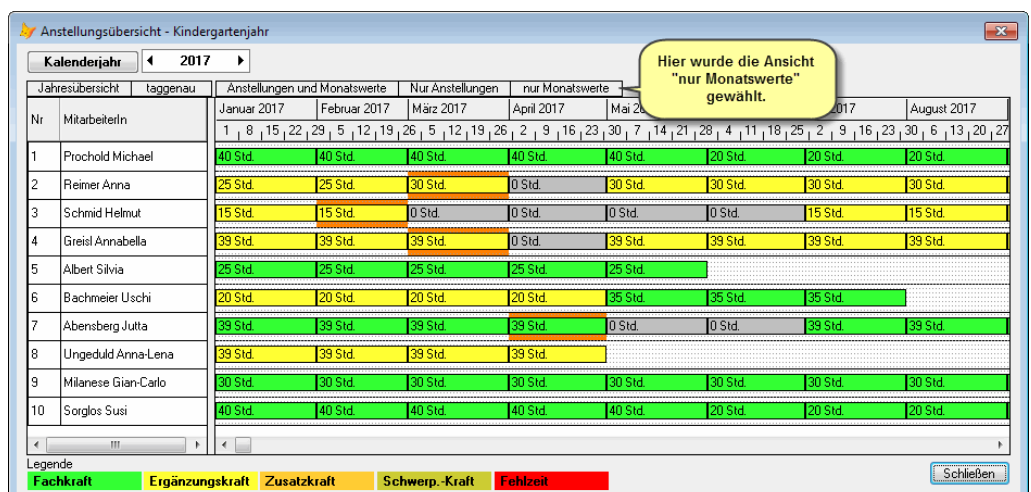 Anstellungsübersicht - Kindergartenjahr
Kalenderjahr 2017
Hier wurde die Ansicht
"nur Monatswerte"
gewählt.
Jahresübersicht taggenau Anstellungen und Monatswerte Nur Anstellungen nur Monatswerte
Nr MitarbeiterIn Januar 2017 Februar 2017 März 2017 April 2017 Mai 2017 August 2017
1 8 15 22 29 5 12 19 26 5 12 19 26 2 9 16 23 30 7 14 21 28 4 11 18 25 2 9 16 23 30 6 13 20 27
1 Prochold Michael 40 Std. 40 Std. 40 Std. 40 Std. 40 Std. 20 Std. 20 Std. 20 Std.
2 Reimer Anna 25 Std. 25 Std. 30 Std. 0 Std. 30 Std. 30 Std. 30 Std. 30 Std.
3 Schmid Helmut 15 Std. 15 Std. 0 Std. 0 Std. 0 Std. 0 Std. 15 Std. 15 Std.
4 Greisl Annabella 39 Std. 39 Std. 39 Std. 0 Std. 39 Std. 39 Std. 39 Std. 39 Std.
5 Albert Silvia 25 Std. 25 Std. 25 Std. 25 Std. 25 Std.
6 Bachmeier Uschi 20 Std. 20 Std. 20 Std. 20 Std. 35 Std. 35 Std. 35 Std.
7 Abensberg Jutta 39 Std. 39 Std. 39 Std. 39 Std. 0 Std. 0 Std. 39 Std. 39 Std.
8 Ungeduld Anna-Lena 39 Std. 39 Std. 39 Std. 39 Std.
9 Milanese Gian-Carlo 30 Std. 30 Std. 30 Std. 30 Std. 30 Std. 30 Std. 30 Std. 30 Std.
10 Sorglos Susi 40 Std. 40 Std. 40 Std. 40 Std. 40 Std. 20 Std. 20 Std. 20 Std.
Legende
Fachkraft Ergänzungskraft Zusatzkraft Schwerp.-Kraft Fehlzeit
Schließen